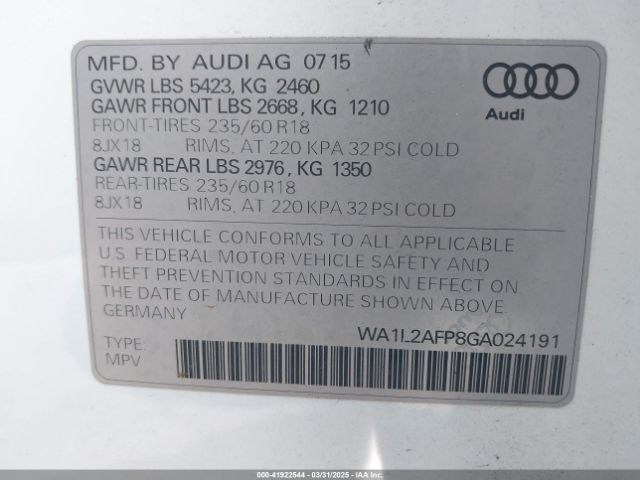 MFD. BY AUDI AG 07 15
GVWR LBS 5423, KG 2460
GAWR FRONT LBS 2668, KG 1210
FRONT-TIRES 235/60 R18
8JX18 RIMS, AT 220 KPA 32 PSI COLD
GAWR REAR LBS 2976, KG 1350
REAR-TIRES 235/60 R18
8JX18 RIMS, AT 220 KPA 32 PSI COLD
Audi
THIS VEHICLE CONFORMS TO ALL APPLICABLE
U.S. FEDERAL MOTOR VEHICLE SAFETY AND
THEFT PREVENTION STANDARDS IN EFFECT ON
THE DATE OF MANUFACTURE SHOWN ABOVE.
GERMANY
WA1L2AFP8GA024191
TYPE:
MPV
000-41922544 - 03/31/2025 - IAAI.COM